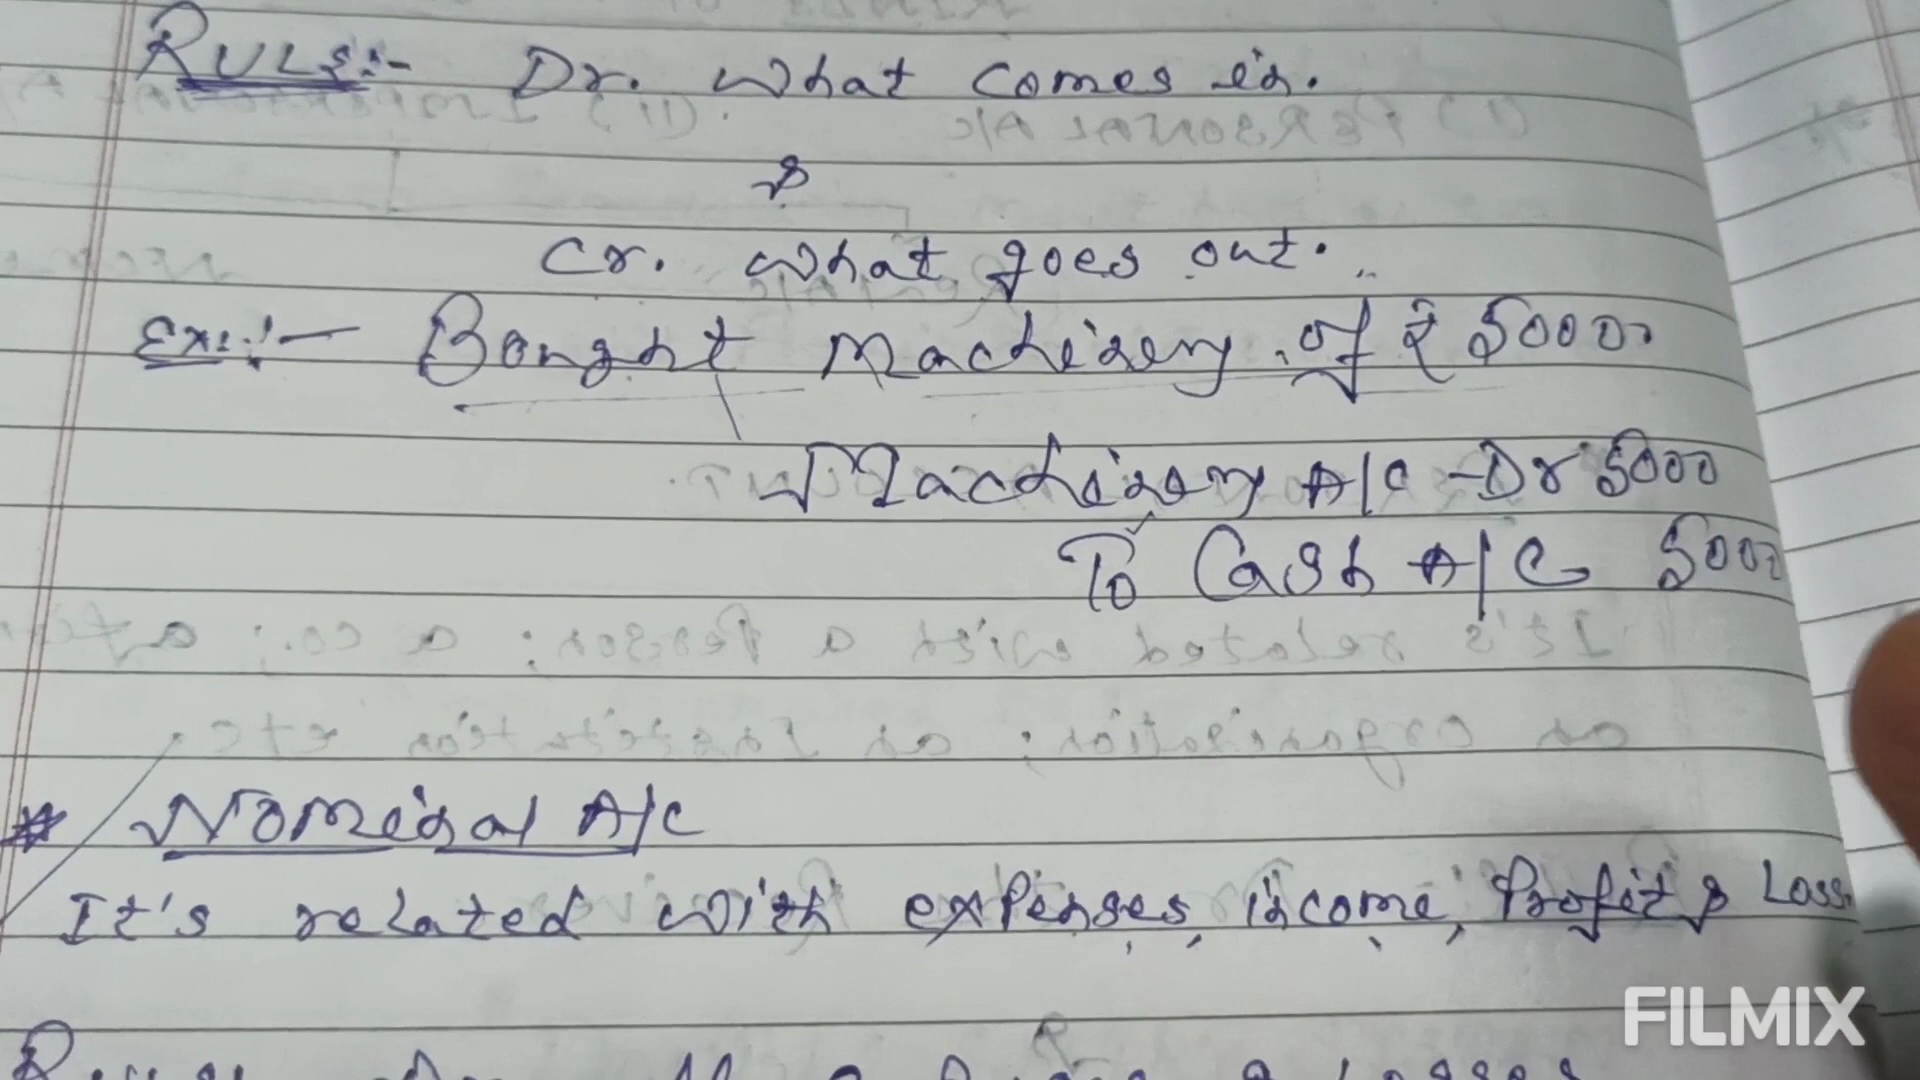 RULE:- Dr. What comes in.
&
Cr. What goes out.
Ex:- Bought Machinery of ₹ 5000
Machinery A/C - Dr 5000
To Cash A/C 5000
* Nominal A/C
It's related with expenses, income, Profit & Loss.
FILMIX